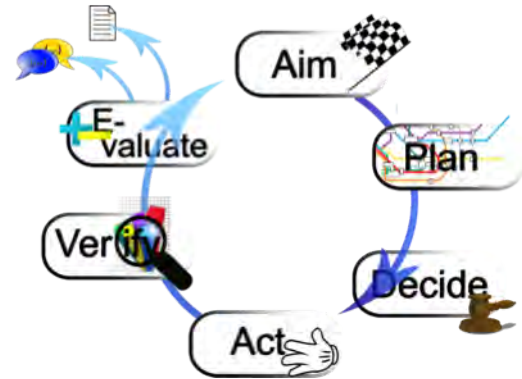 Aim
Plan
Decide
Act
Verify
E-
valuate